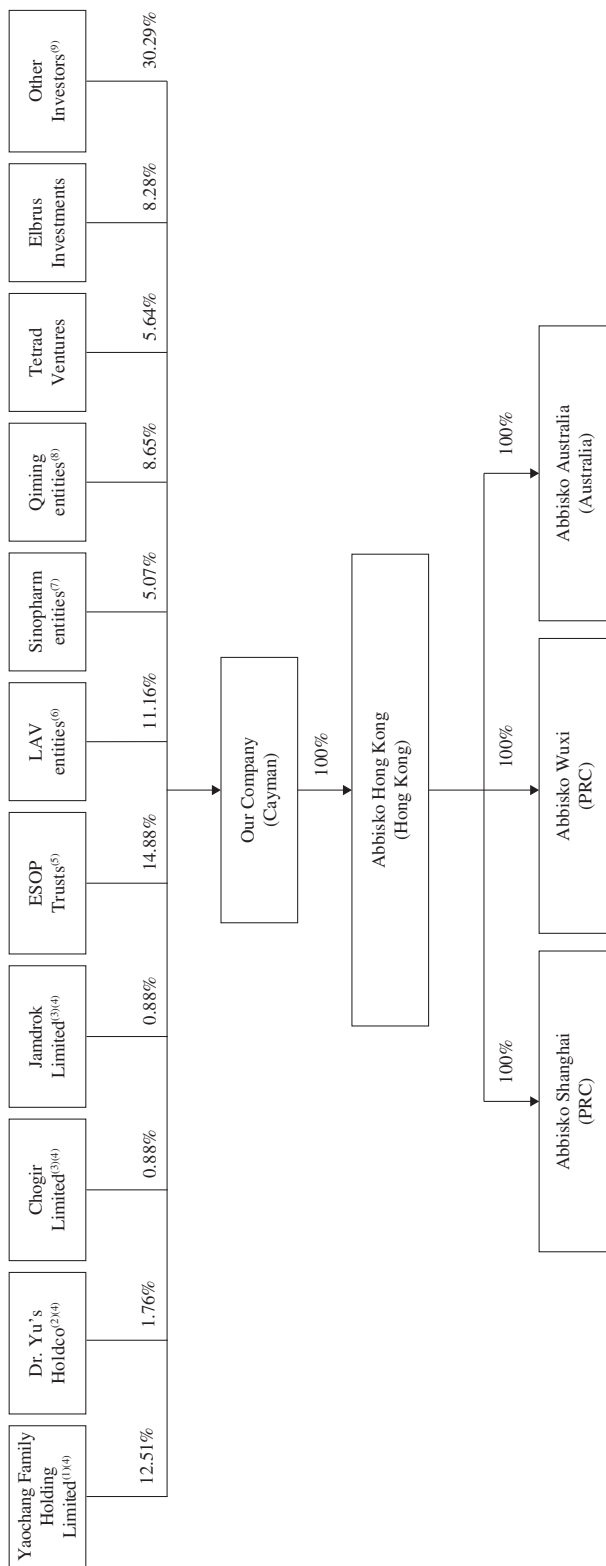 Yaochang Family
Holding
Limited(1)(4)
Dr. Yu's
Holdco(2)(4)
Chogir
Limited(3)(4)
Jamdrok
Limited(3)(4)
ESOP
Trusts(5)
LAV
entities(6)
Sinopharm
entities(7)
Qiming
entities(8)
Tetrad
Ventures
Elbrus
Investments
Other
Investors(9)
12.51%
1.76%
0.88%
0.88%
14.88%
11.16%
5.07%
8.65%
5.64%
8.28%
30.29%
Our Company
(Cayman)
100%
Abbisko Hong Kong
(Hong Kong)
100%
100%
100%
Abbisko Shanghai
(PRC)
Abbisko Wuxi
(PRC)
Abbisko Australia
(Australia)